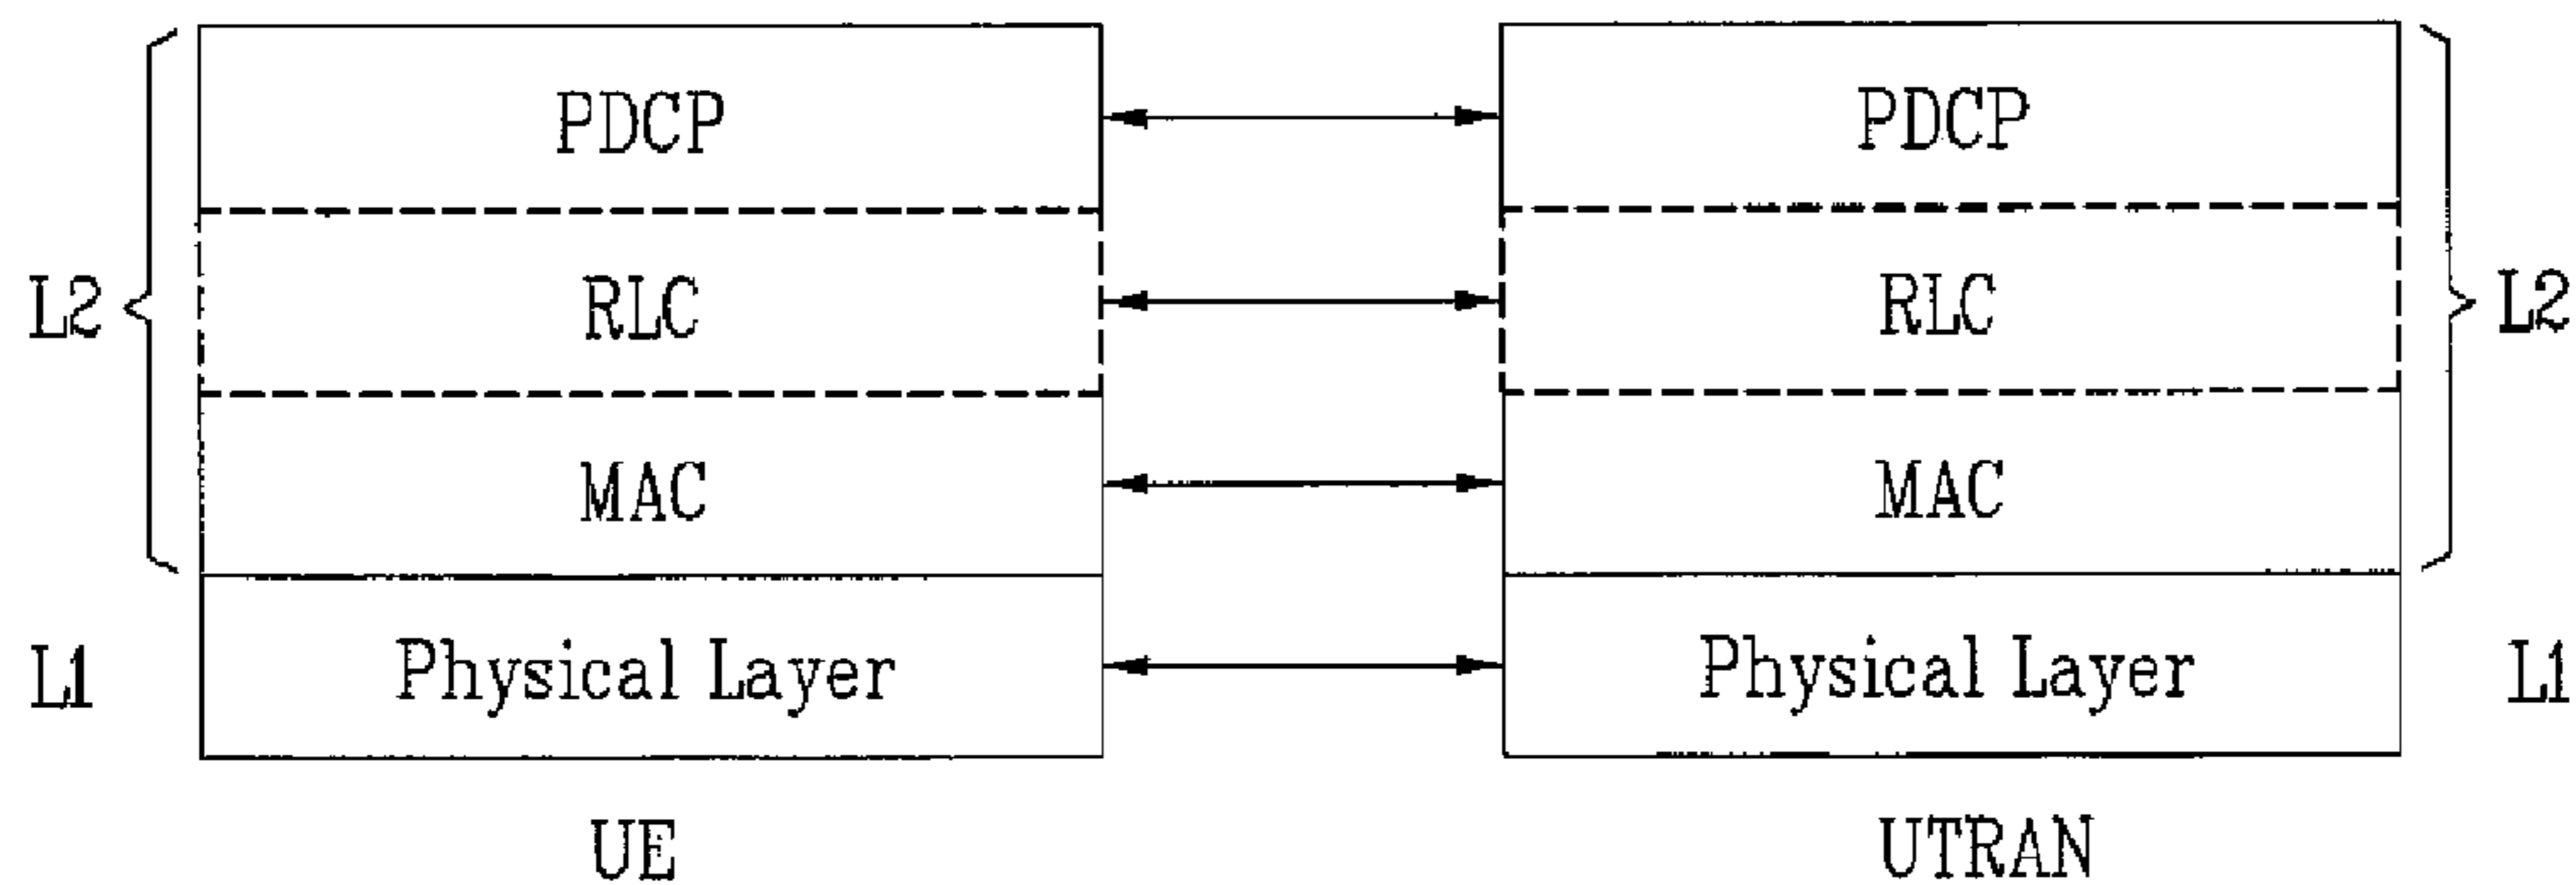 PDCP PDCP
L2 RLC RLC L2
MAC MAC
L1 Physical Layer Physical Layer L1
UE UTRAN